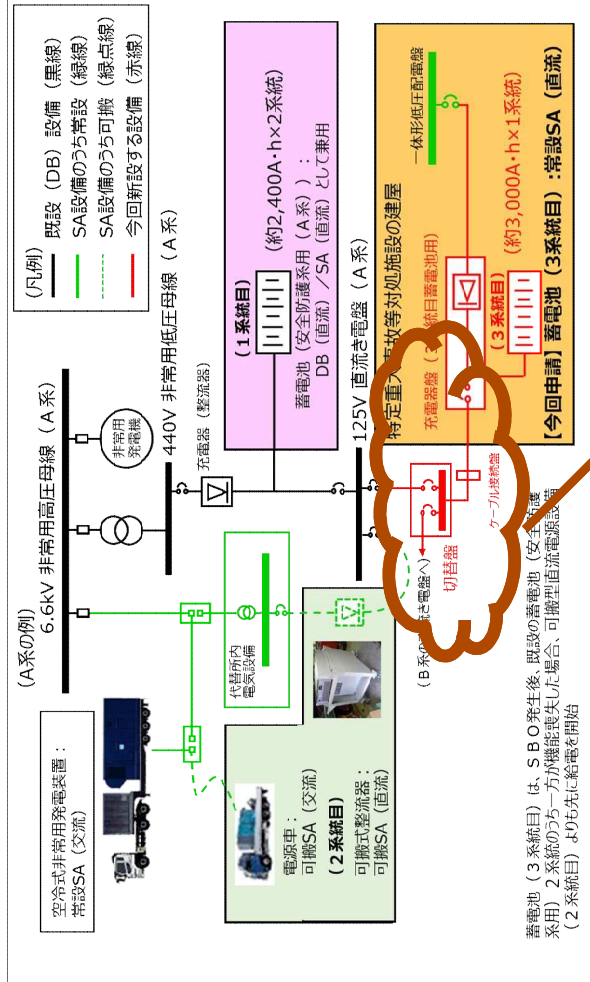 (凡例)
既設（DB）設備（黒線）
SA設備のうち常設（緑線）
SA設備のうち可搬（緑点線）
今回新設する設備（赤線）
(A系の例)
6.6kV 非常用高圧母線（A系）
非常用
発電機
440V 非常用低圧母線（A系）
充電器（整流器）
(1系統目)
(約2,400A･h×2系統)
蓄電池（安全防護系用（A系））：
DB（直流）／SA（直流）として兼用
125V 直流き電盤（A系）
空冷式非常用発電装置：
常設SA（交流）
代替所内
電気設備
電源車：
可搬SA（交流）
(2系統目)
可搬式整流器：
可搬SA（直流）
特定重大事故等対処施設の建屋
一体形低圧配電盤
充電器盤（3系統目蓄電池用）
(3系統目)
(約3,000A･h×1系統)
【今回申請】蓄電池（3系統目）:常設SA（直流）
ケーブル接続盤
切替盤
（B系の き電盤へ）
蓄電池（3系統目）は、ＳＢＯ発生後、既設の蓄電池（安全防護
系用）２系統のうち一方が機能喪失した場合、可搬型直流電源設備
（2系統目）よりも先に給電を開始